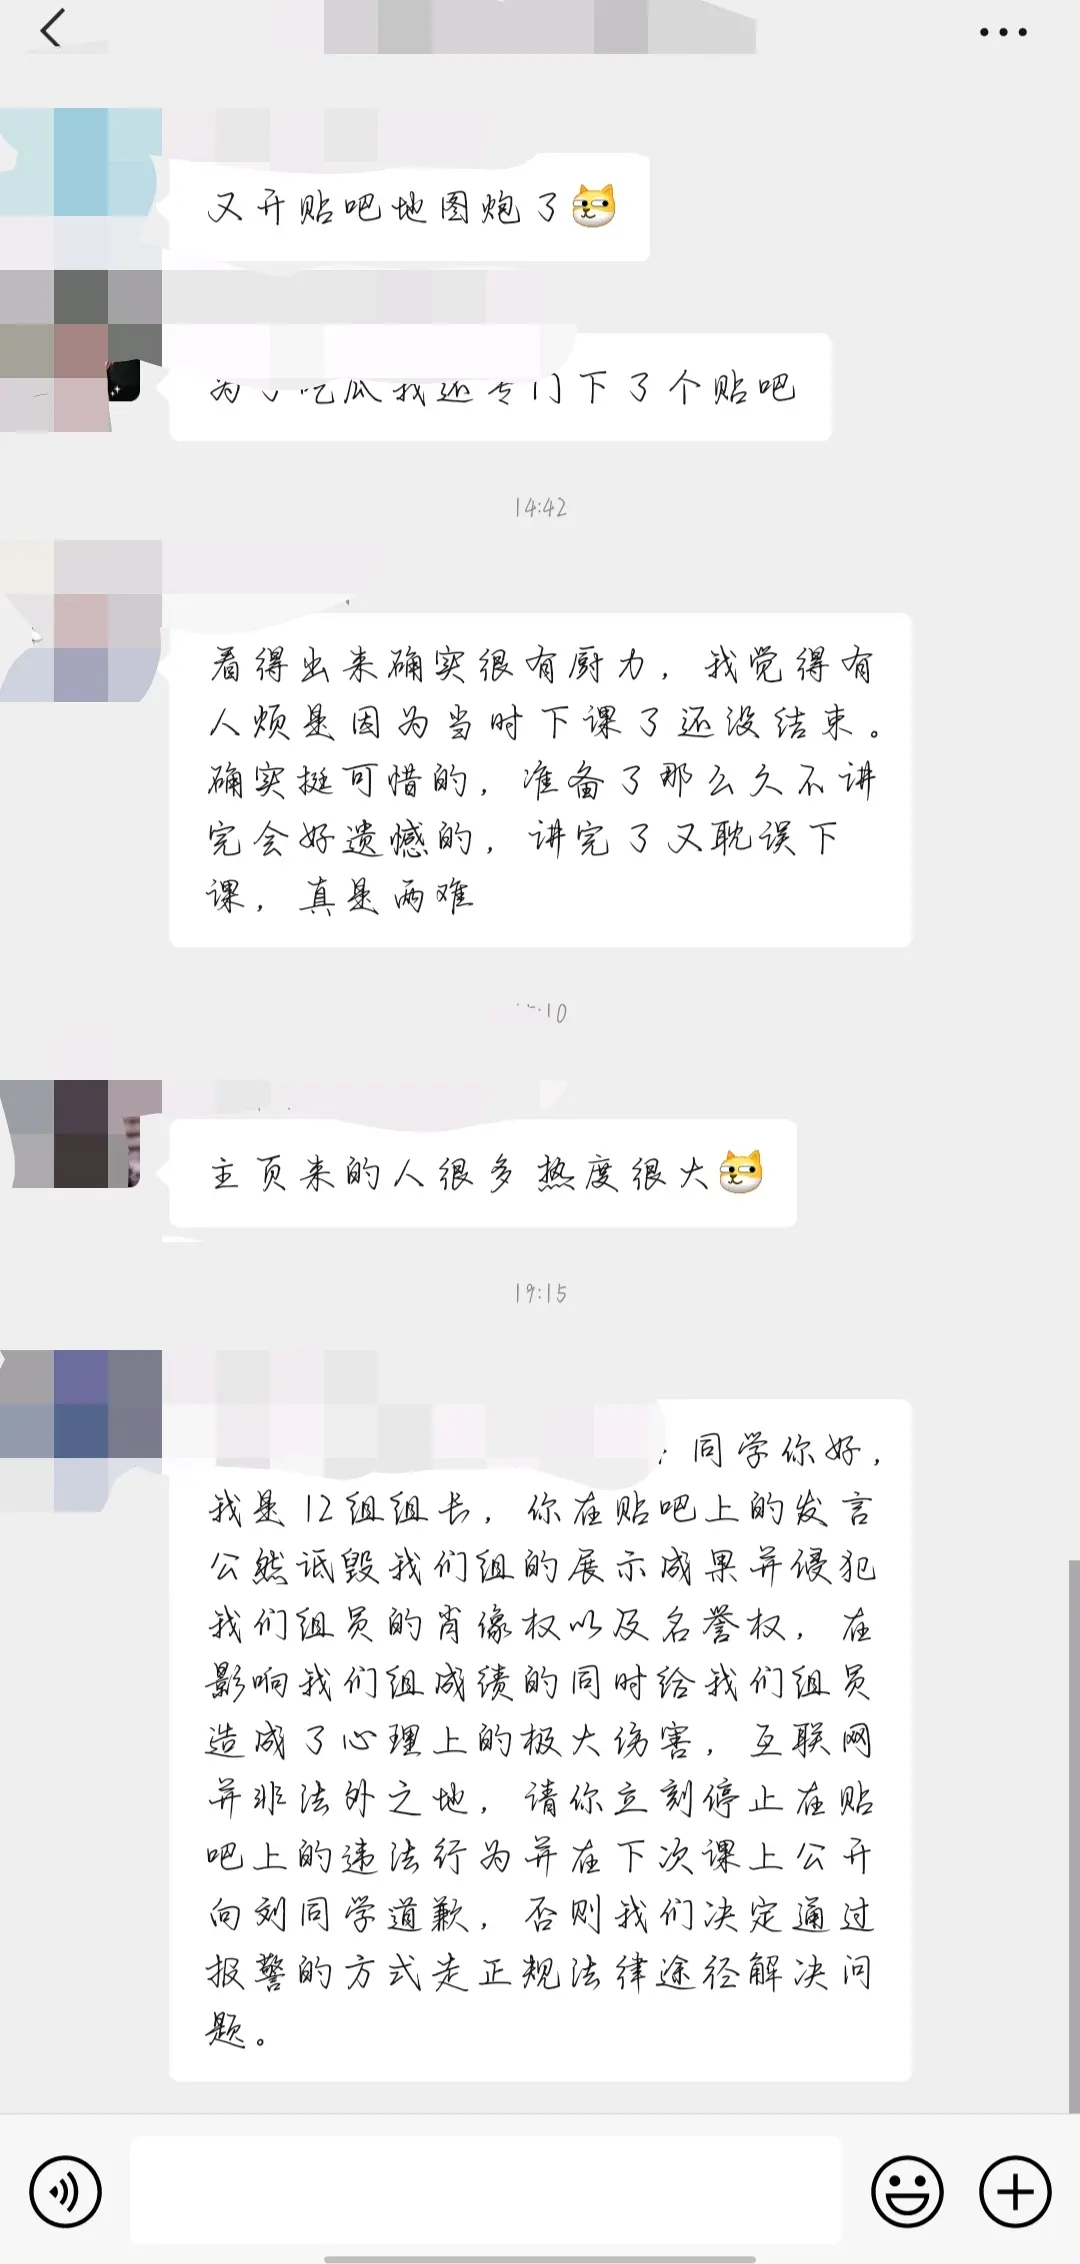 又开贴吧地图炮了
为了吃瓜我还专门下了个贴吧
14:42
看得出来确实很有厨力，我觉得有
人烦是因为当时下课了还没结束。
确实挺可惜的，准备了那么久不讲
完会好遗憾的，讲完了又耽误下
课，真是两难
:10
主页来的人很多 热度很大
19:15
：同学你好，
我是12组组长，你在贴吧上的发言
公然诋毁我们组的展示成果并侵犯
我们组员的肖像权以及名誉权，在
影响我们组成绩的同时给我们组员
造成了心理上的极大伤害，互联网
并非法外之地，请你立刻停止在贴
吧上的违法行为并在下次课上公开
向刘同学道歉，否则我们决定通过
报警的方式走正规法律途径解决问
题。